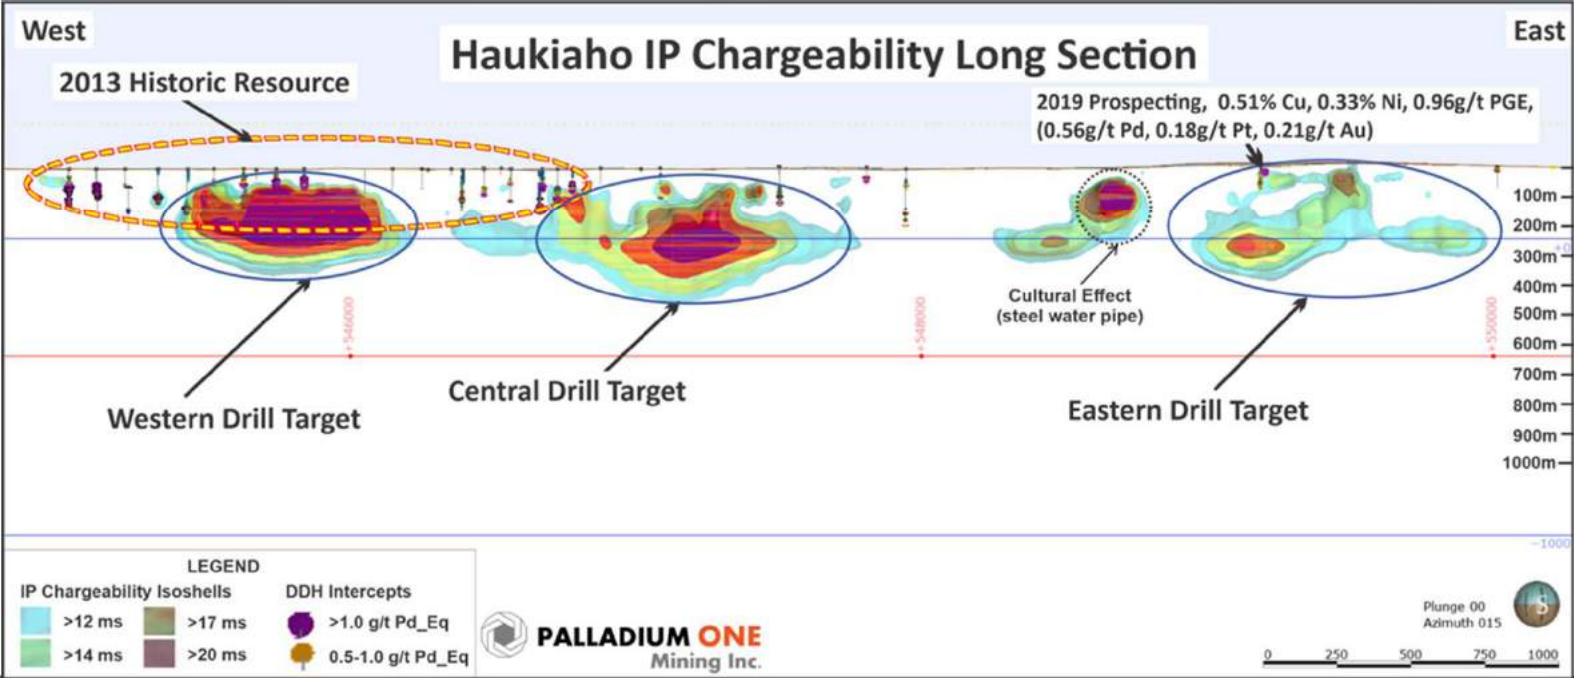 West
East
Haukiaho IP Chargeability Long Section
2013 Historic Resource
2019 Prospecting, 0.51% Cu, 0.33% Ni, 0.96g/t PGE,
(0.56g/t Pd, 0.18g/t Pt, 0.21g/t Au)
100m
200m
+0
300m
400m
500m
600m
700m
800m
900m
1000m
Cultural Effect
(steel water pipe)
+546000
+548000
+550000
Western Drill Target
Central Drill Target
Eastern Drill Target
-1000
LEGEND
IP Chargeability Isoshells
DDH Intercepts
>12 ms
>17 ms
>1.0 g/t Pd_Eq
>14 ms
>20 ms
0.5-1.0 g/t Pd_Eq
PALLADIUM ONE
Mining Inc.
Plunge 00
Azimuth 015
S
0 250 500 750 1000